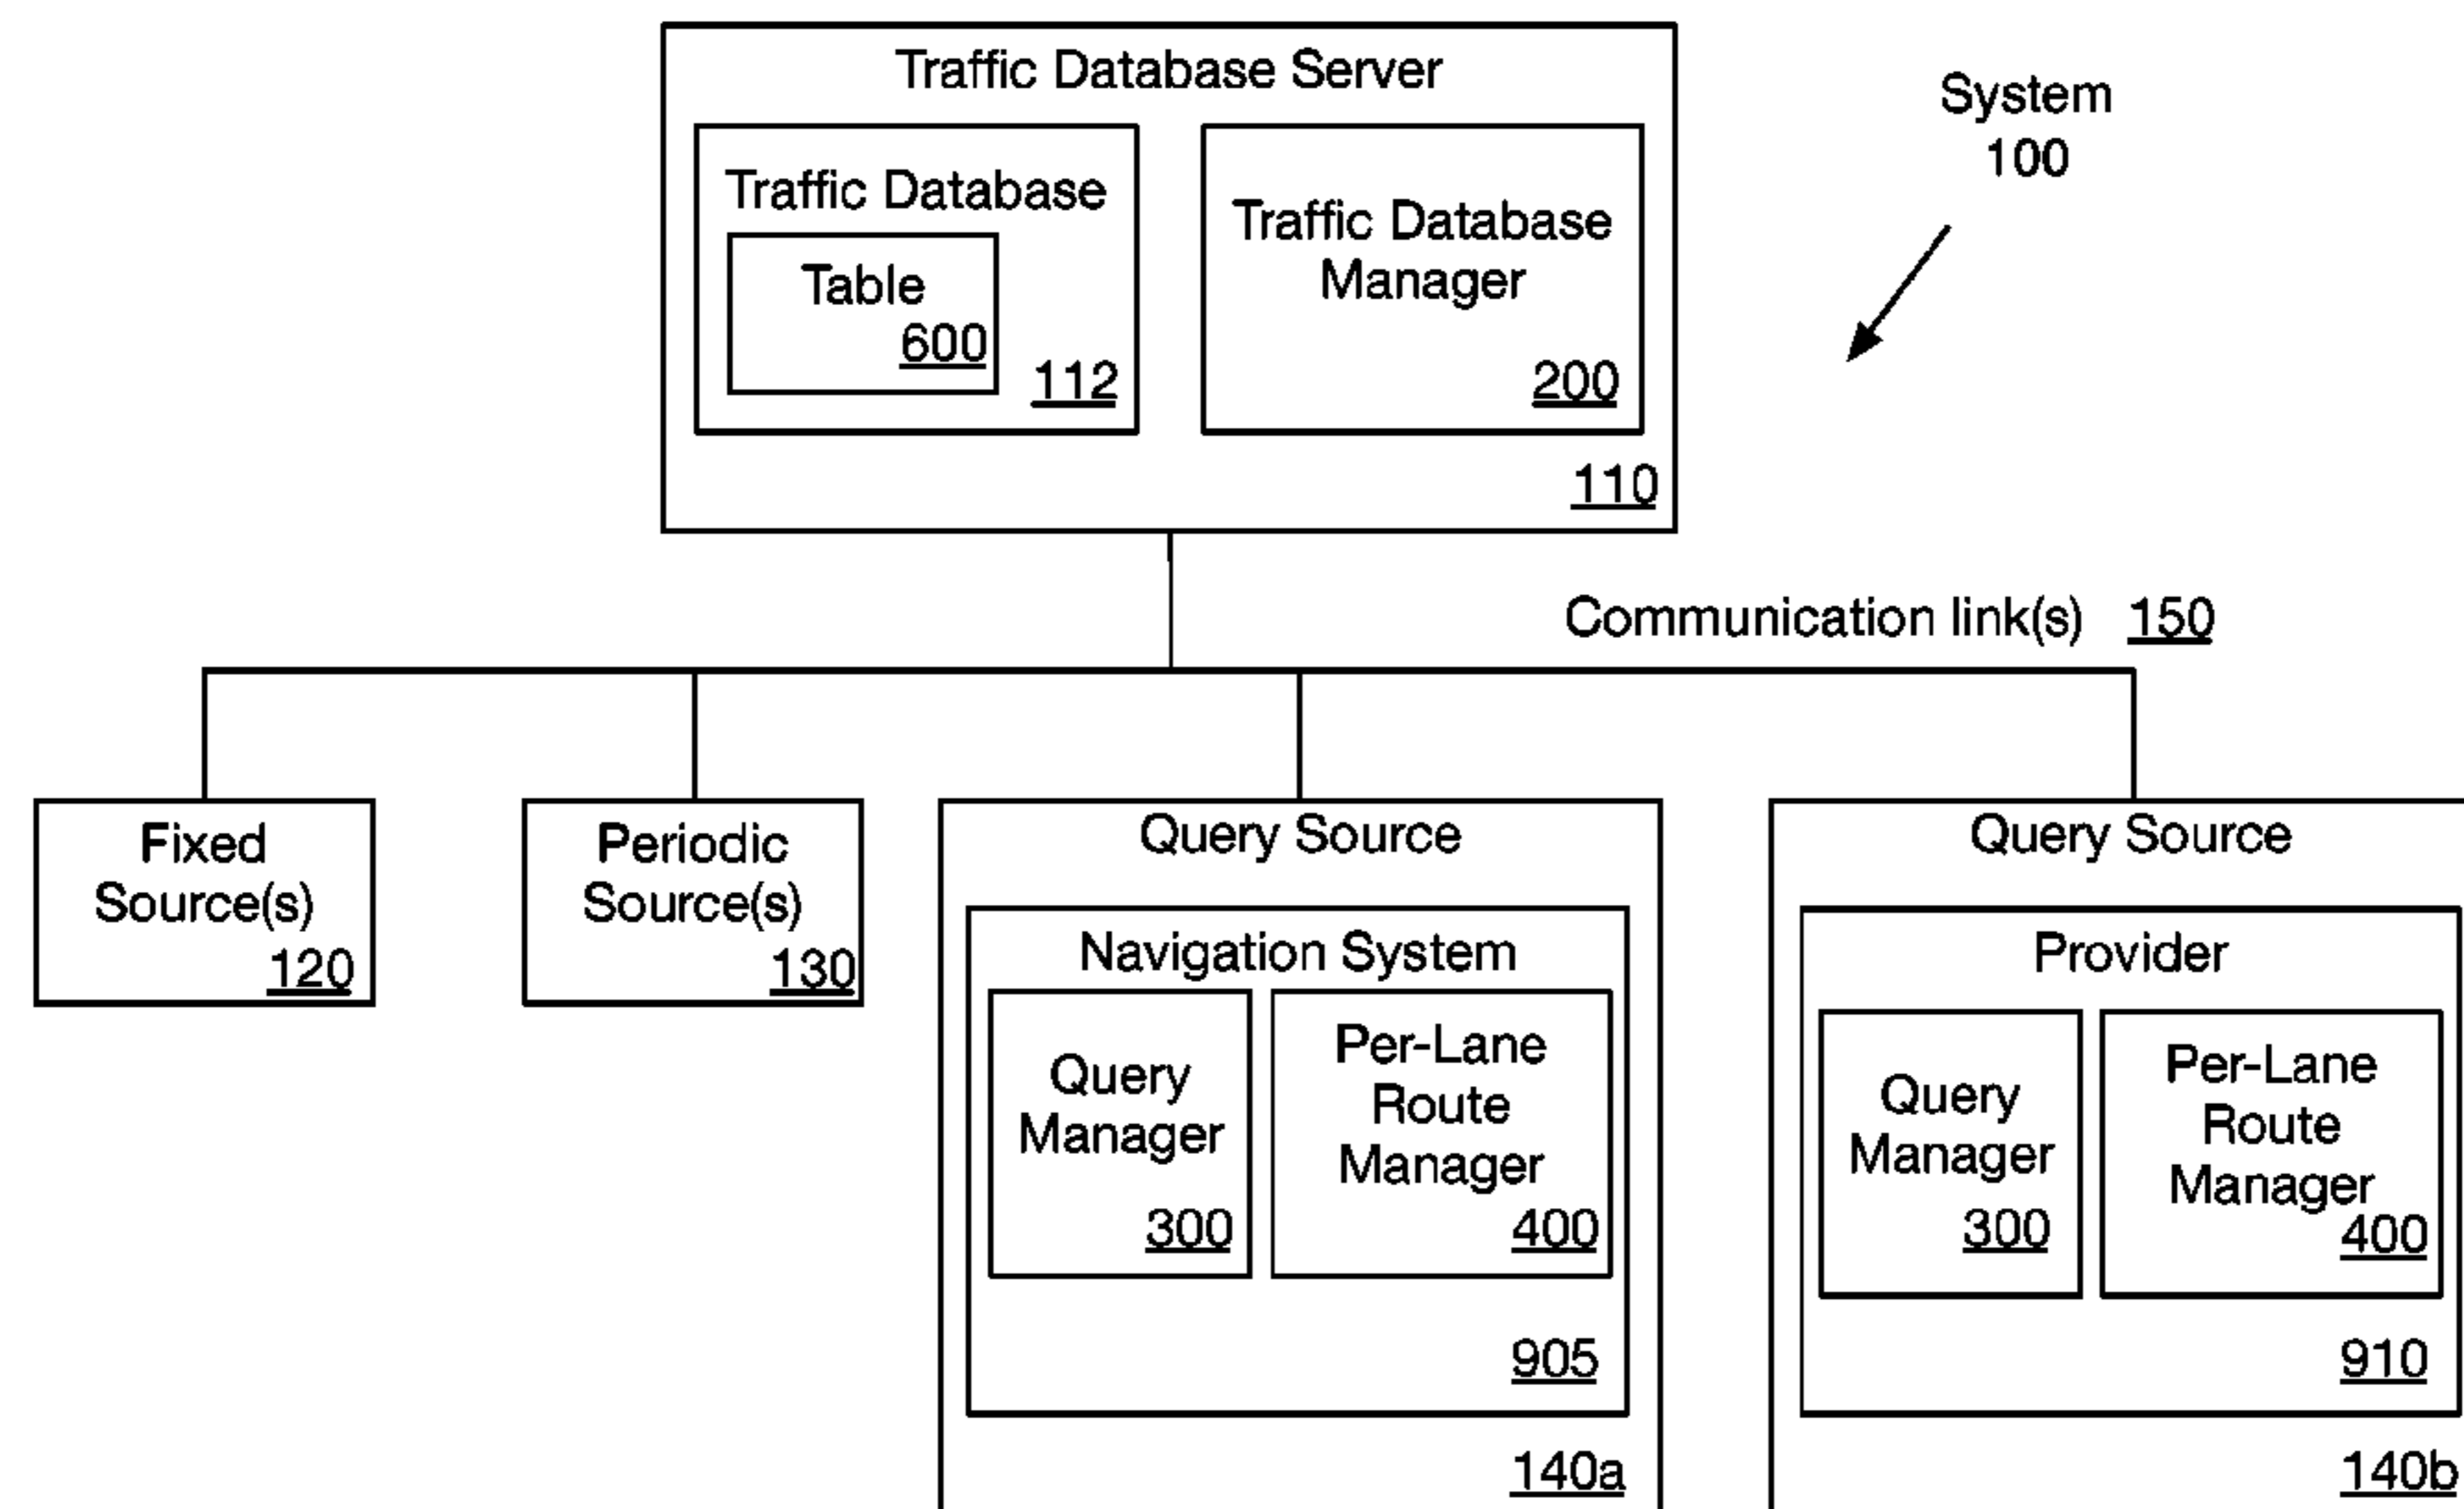 Traffic Database Server
System
100
Traffic Database
Table
600
112
Traffic Database
Manager
200
110
Communication link(s) 150
Fixed
Source(s)
120
Periodic
Source(s)
130
Query Source
Navigation System
Query
Manager
300
Per-Lane
Route
Manager
400
905
140a
Query Source
Provider
Query
Manager
300
Per-Lane
Route
Manager
400
910
140b